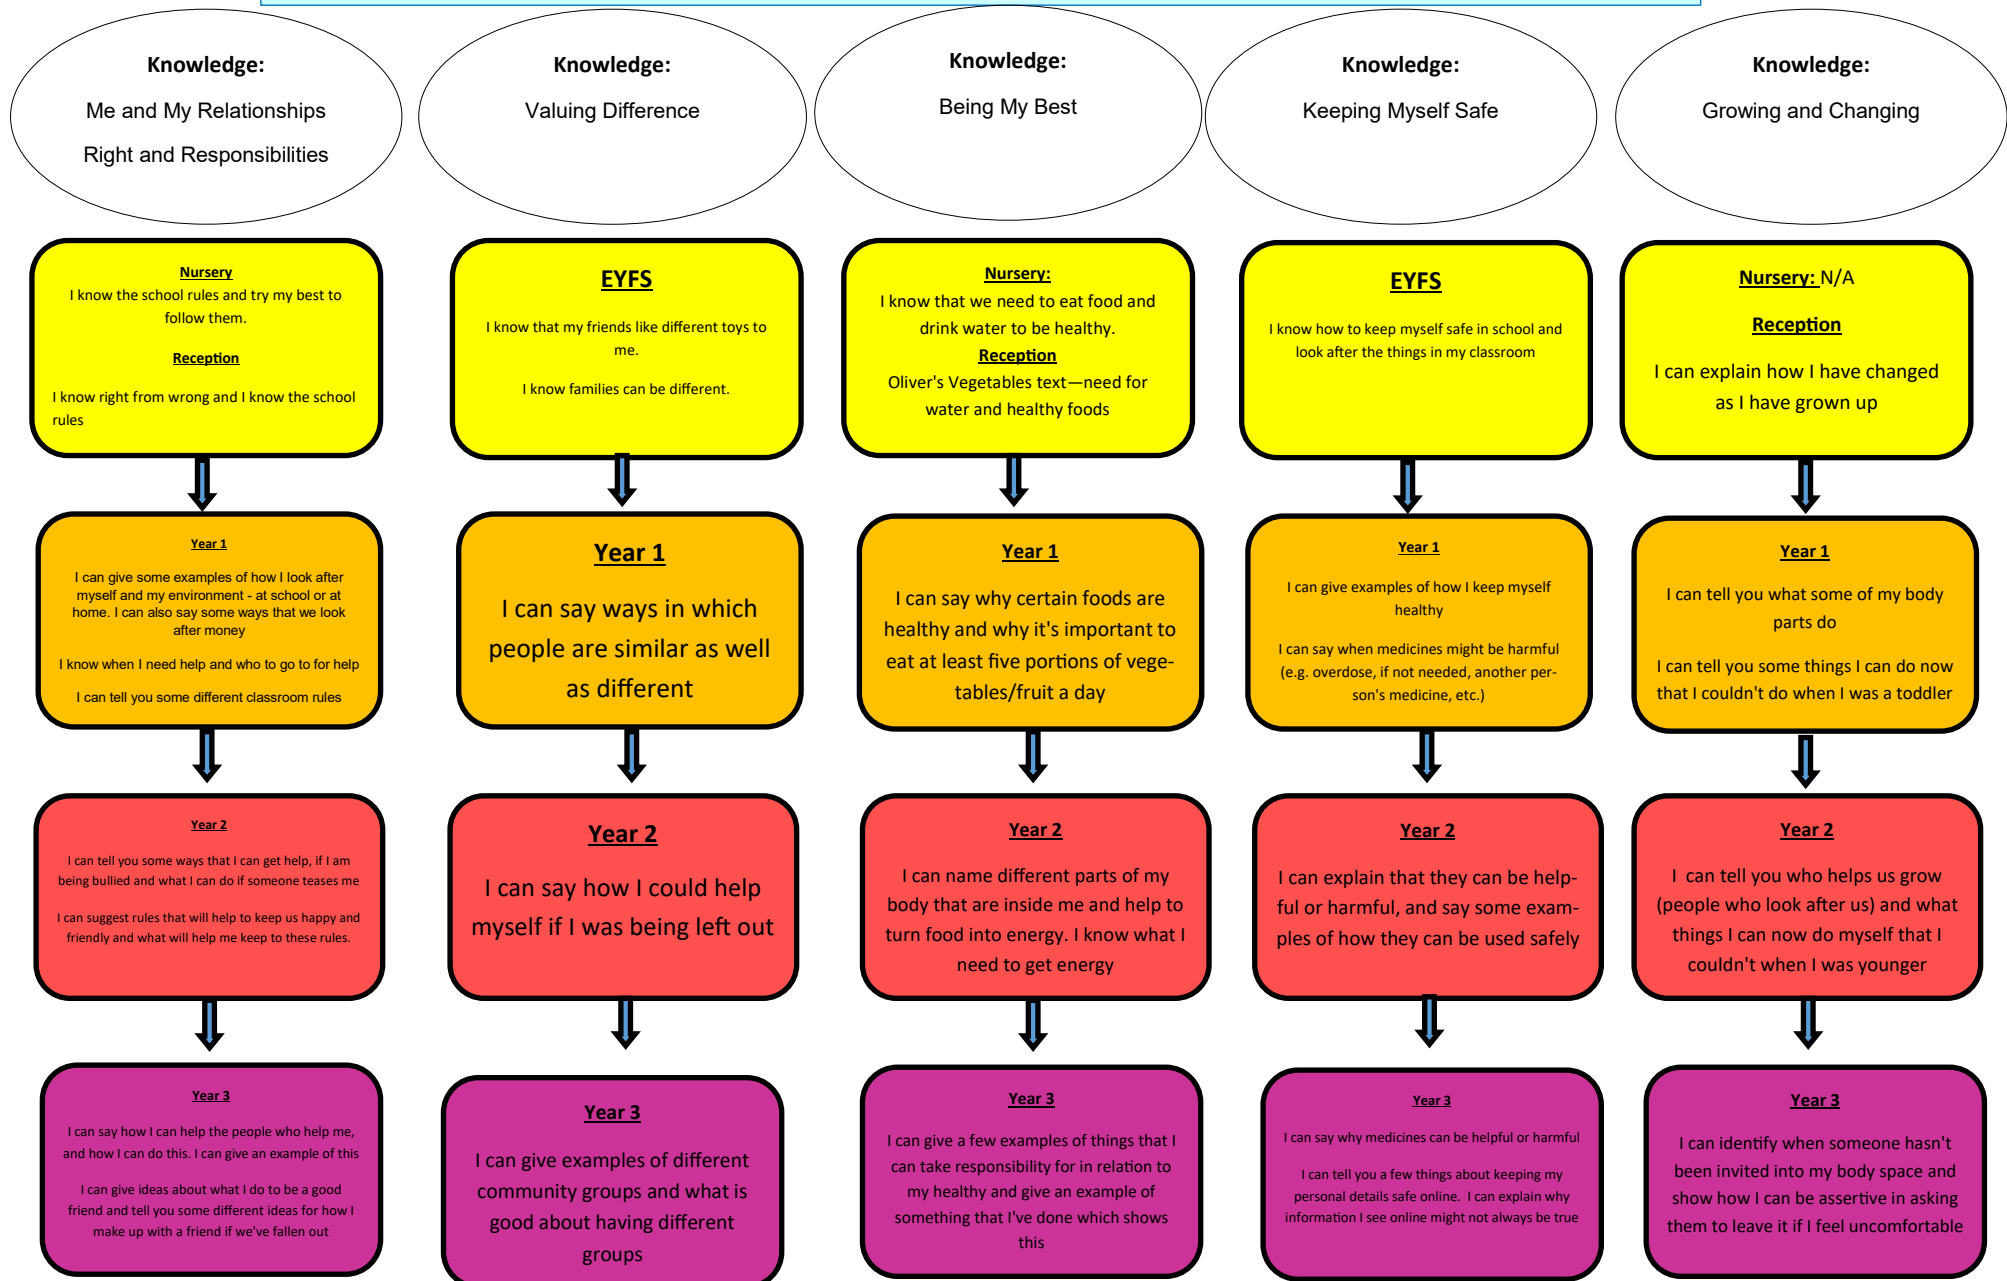 Knowledge:
Me and My Relationships
Right and Responsibilities
Knowledge:
Valuing Difference
Knowledge:
Being My Best
Knowledge:
Keeping Myself Safe
Knowledge:
Growing and Changing
Nursery
I know the school rules and try my best to
follow them.
Reception
I know right from wrong and I know the school
rules
EYFS
I know that my friends like different toys to
me.
I know families can be different.
Nursery:
I know that we need to eat food and
drink water to be healthy.
Reception
Oliver's Vegetables text—need for
water and healthy foods
EYFS
I know how to keep myself safe in school and
look after the things in my classroom
Nursery: N/A
Reception
I can explain how I have changed
as I have grown up
Year 1
I can give some examples of how I look after
myself and my environment - at school or at
home. I can also say some ways that we look
after money
I know when I need help and who to go to for help
I can tell you some different classroom rules
Year 1
I can say ways in which
people are similar as well
as different
Year 1
I can say why certain foods are
healthy and why it's important to
eat at least five portions of vege-
tables/fruit a day
Year 1
I can give examples of how I keep myself
healthy
I can say when medicines might be harmful
(e.g. overdose, if not needed, another per-
son's medicine, etc.)
Year 1
I can tell you what some of my body
parts do
I can tell you some things I can do now
that I couldn't do when I was a toddler
Year 2
I can tell you some ways that I can get help, if I am
being bullied and what I can do if someone teases me
I can suggest rules that will help to keep us happy and
friendly and what will help me keep to these rules.
Year 2
I can say how I could help
myself if I was being left out
Year 2
I can name different parts of my
body that are inside me and help to
turn food into energy. I know what I
need to get energy
Year 2
I can explain that they can be help-
ful or harmful, and say some exam-
ples of how they can be used safely
Year 2
I can tell you who helps us grow
(people who look after us) and what
things I can now do myself that I
couldn't when I was younger
Year 3
I can say how I can help the people who help me,
and how I can do this. I can give an example of this
I can give ideas about what I do to be a good
friend and tell you some different ideas for how I
make up with a friend if we've fallen out
Year 3
I can give examples of different
community groups and what is
good about having different
groups
Year 3
I can give a few examples of things that I
can take responsibility for in relation to
my healthy and give an example of
something that I've done which shows
this
Year 3
I can say why medicines can be helpful or harmful
I can tell you a few things about keeping my
personal details safe online. I can explain why
information I see online might not always be true
Year 3
I can identify when someone hasn't
been invited into my body space and
show how I can be assertive in asking
them to leave it if I feel uncomfortable